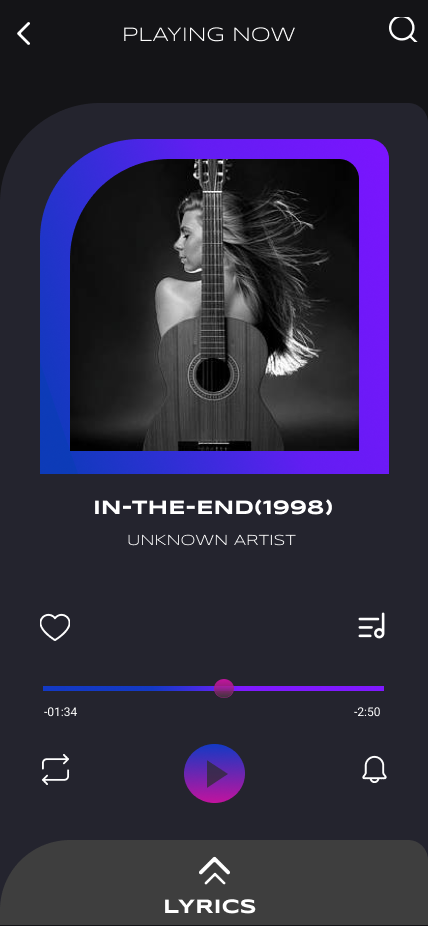 PLAYING NOW
IN-THE-END(1998)
UNKNOWN ARTIST
-01:34
-2:50
LYRICS